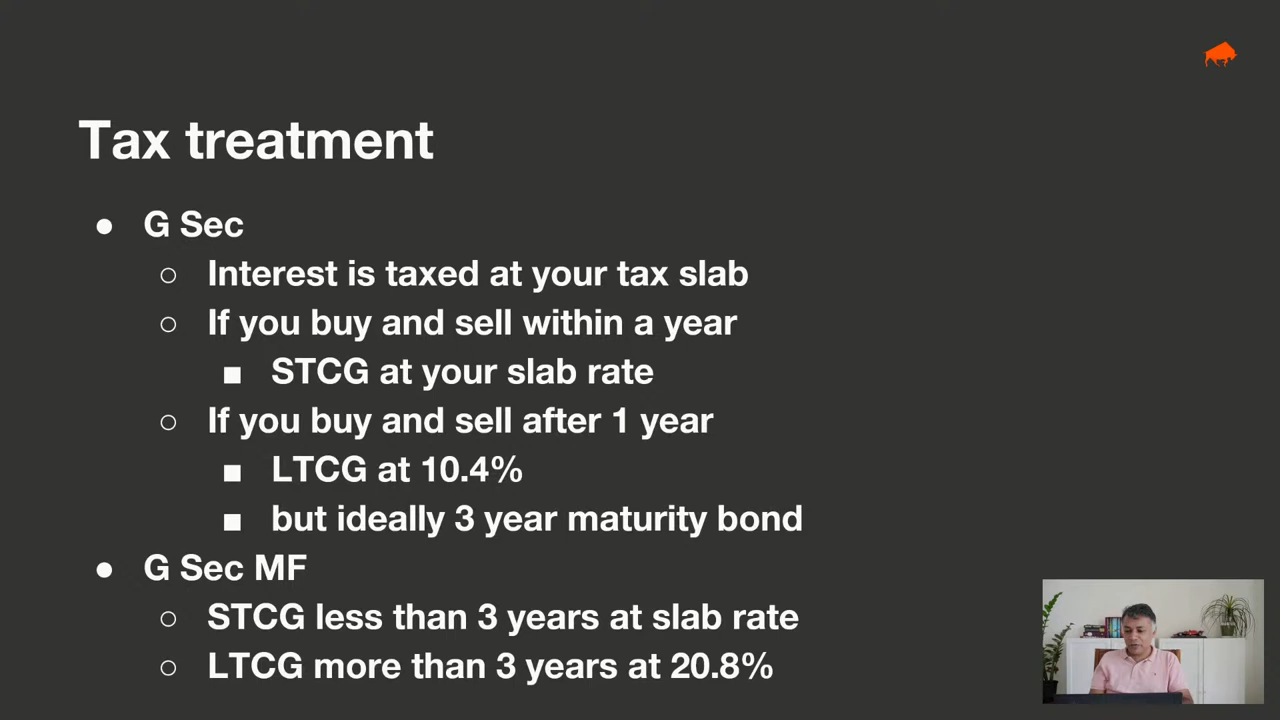 Tax treatment
● G Sec
○ Interest is taxed at your tax slab
○ If you buy and sell within a year
■ STCG at your slab rate
○ If you buy and sell after 1 year
■ LTCG at 10.4%
■ but ideally 3 year maturity bond
● G Sec MF
○ STCG less than 3 years at slab rate
○ LTCG more than 3 years at 20.8%